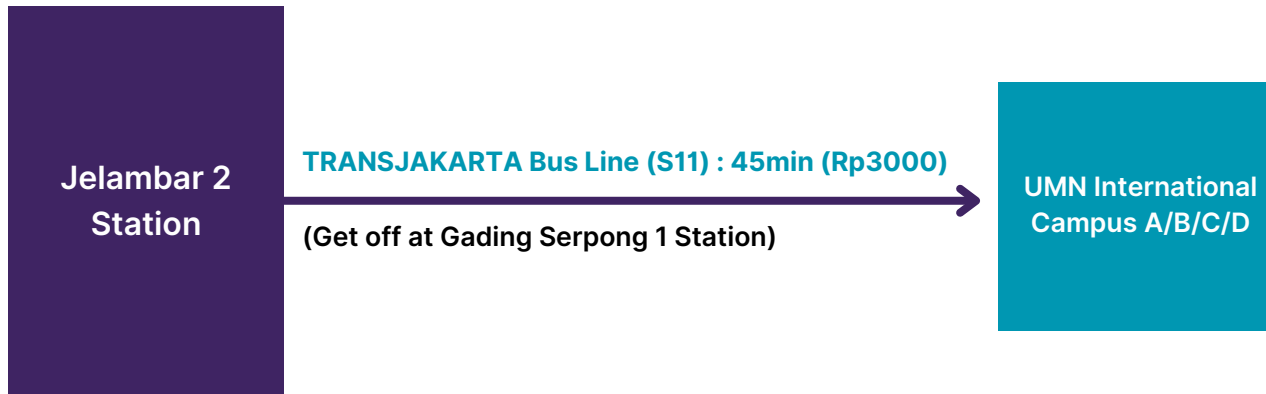 Jelambar 2
Station
TRANSJAKARTA Bus Line (S11) : 45min (Rp3000)
(Get off at Gading Serpong 1 Station)
UMN International
Campus A/B/C/D